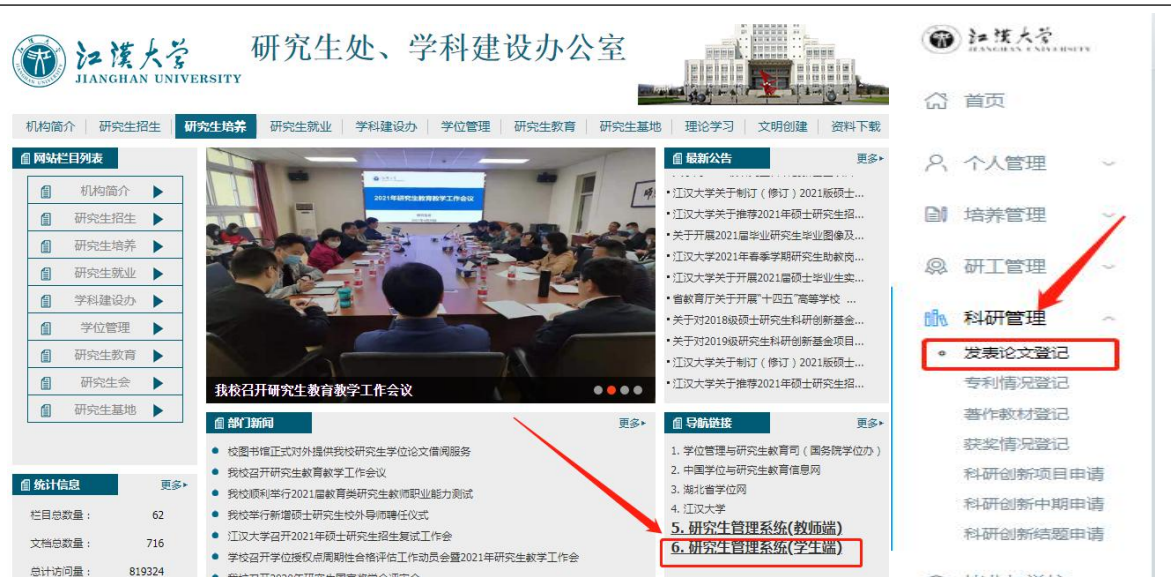 江漢大学
JIANGHAN UNIVERSITY
研究生处、学科建设办公室
机构简介 研究生招生 研究生培养 研究生就业 学科建设办 学位管理 研究生教育 研究生基地 理论学习 文明创建 资料下载
网站栏目列表
机构简介
研究生招生
研究生培养
研究生就业
学科建设办
学位管理
研究生教育
研究生会
研究生基地
统计信息 更多
栏目总数量： 62
文档总数量： 716
总计访问量： 819324
2021年研究生教育教学工作会议
我校召开研究生教育教学工作会议
部门新闻 更多
校图书馆正式对外提供我校研究生学位论文借阅服务
我校召开研究生教育教学工作会议
我校顺利举行2021届教育类研究生教师职业能力测试
我校举行新增硕士研究生校外导师聘任仪式
江汉大学召开2021年硕士研究生招生复试工作会
学校召开学位授权点周期性合格评估工作动员会暨2021年研究生教学工作会
最新公告 更多
江汉大学关于制订（修订）2021版硕士...
江汉大学关于推荐2021年硕士研究生招...
关于开展2021届毕业研究生毕业图像及...
江汉大学2021年春季学期研究生助教岗...
江汉大学关于开展2021届硕士毕业生实...
省教育厅关于开展"十四五"高等学校 ...
关于对2018级硕士研究生科研创新基金...
关于对2019级研究生科研创新基金项目...
江汉大学关于制订（修订）2021版硕士...
江汉大学关于推荐2021年硕士研究生招...
导航链接 更多
1. 学位管理与研究生教育司（国务院学位办）
2. 中国学位与研究生教育信息网
3. 湖北省学位网
4. 江汉大学
5. 研究生管理系统(教师端)
6. 研究生管理系统(学生端)
江漢大学
JIANGHAN UNIVERSITY
首页
个人管理
培养管理
研工管理
科研管理
发表论文登记
专利情况登记
著作教材登记
获奖情况登记
科研创新项目申请
科研创新中期申请
科研创新结题申请